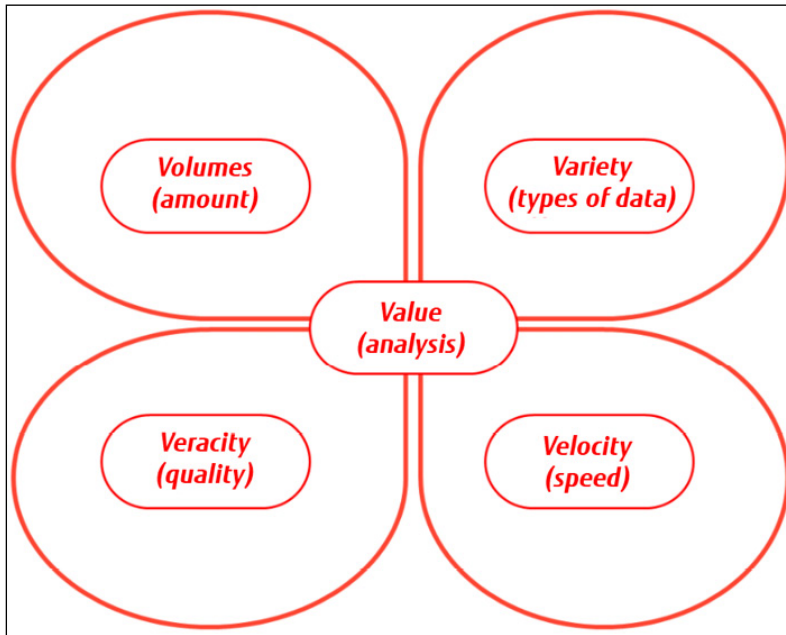 Volumes
(amount)
Variety
(types of data)
Value
(analysis)
Veracity
(quality)
Velocity
(speed)